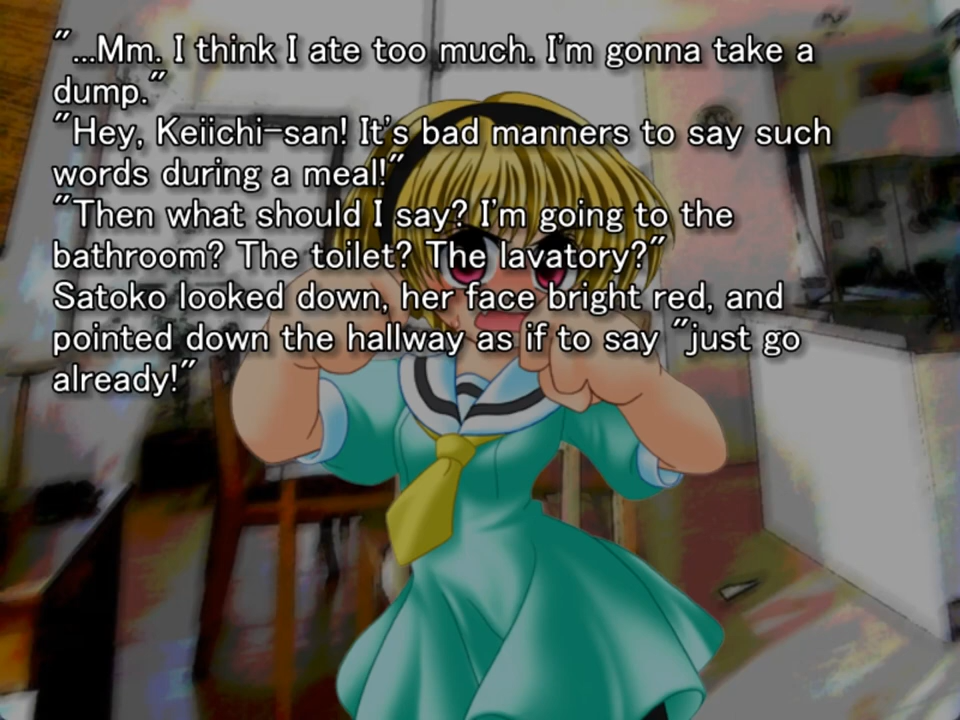 "...Mm. I think I ate too much. I'm gonna take a
dump."
"Hey, Keiichi-san! It's bad manners to say such
words during a meal!"
"Then what should I say? I'm going to the
bathroom? The toilet? The lavatory?"
Satoko looked down, her face bright red, and
pointed down the hallway as if to say "just go
already!"